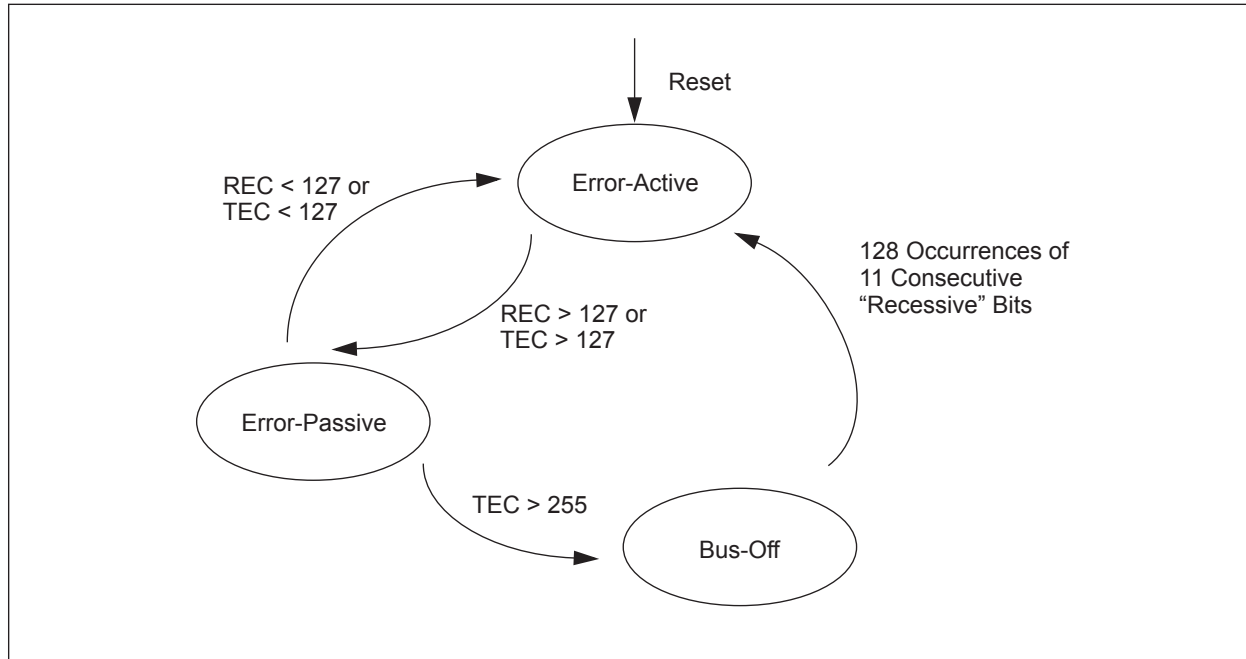 Reset
Error-Active
REC < 127 or
TEC < 127
128 Occurrences of
11 Consecutive
“Recessive” Bits
REC > 127 or
TEC > 127
Error-Passive
TEC > 255
Bus-Off